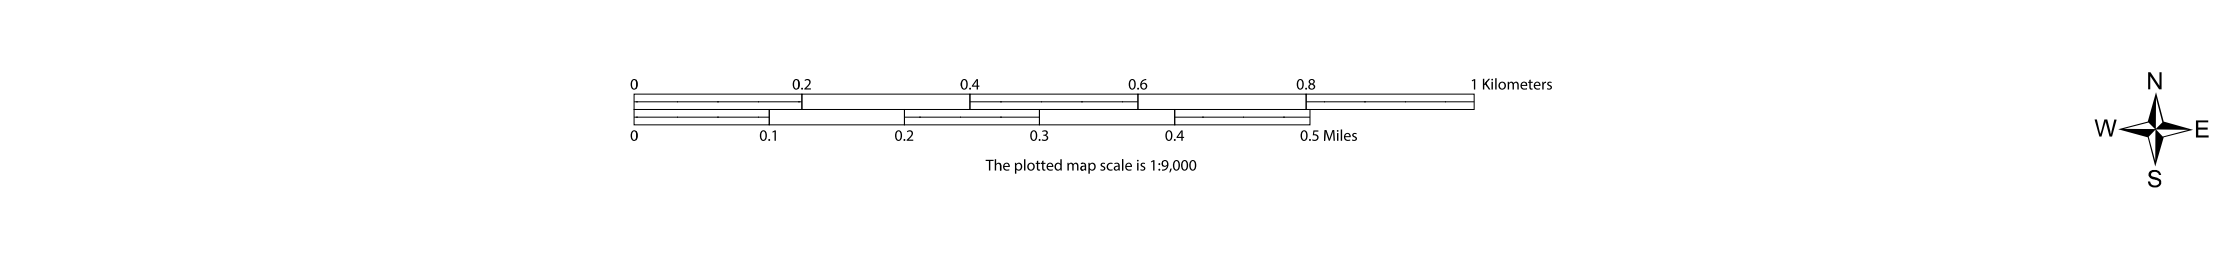 0 0.2 0.4 0.6 0.8 1 Kilometers
0 0.1 0.2 0.3 0.4 0.5 Miles
The plotted map scale is 1:9,000
N
W E
S